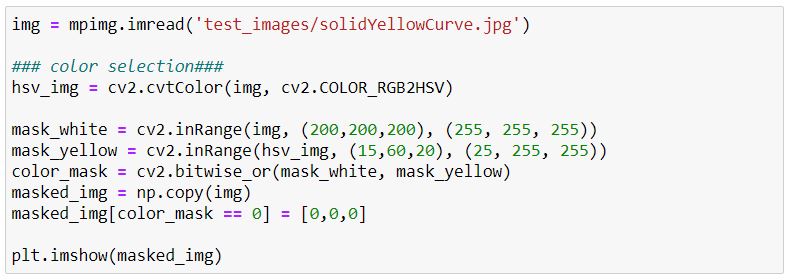 img = mpimg.imread('test_images/solidYellowCurve.jpg')
### color selection###
hsv_img = cv2.cvtColor(img, cv2.COLOR_RGB2HSV)
mask_white = cv2.inRange(img, (200,200,200), (255, 255, 255))
mask_yellow = cv2.inRange(hsv_img, (15,60,20), (25, 255, 255))
color_mask = cv2.bitwise_or(mask_white, mask_yellow)
masked_img = np.copy(img)
masked_img[color_mask == 0] = [0,0,0]
plt.imshow(masked_img)